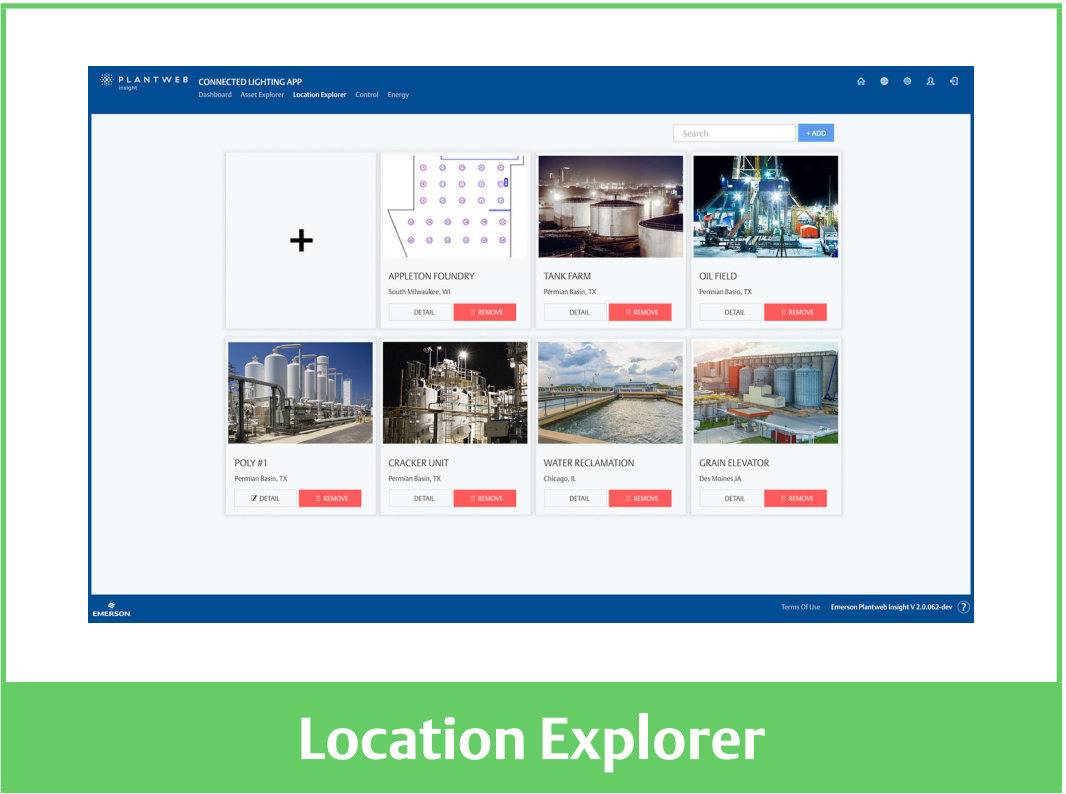 PLANTWEB
Insight
CONNECTED LIGHTING APP
Dashboard Asset Explorer Location Explorer Control Energy
Search
+ ADD
APPLETON FOUNDRY
South Milwaukee, WI
DETAIL REMOVE
TANK FARM
Permian Basin, TX
DETAIL REMOVE
OIL FIELD
Permian Basin, TX
DETAIL REMOVE
POLY #1
Permian Basin, TX
DETAIL REMOVE
CRACKER UNIT
Permian Basin, TX
DETAIL REMOVE
WATER RECLAMATION
Chicago, IL
DETAIL REMOVE
GRAIN ELEVATOR
Des Moines,IA
DETAIL REMOVE
EMERSON
Terms Of Use Emerson Plantweb Insight V 2.0.062-dev ?
Location Explorer